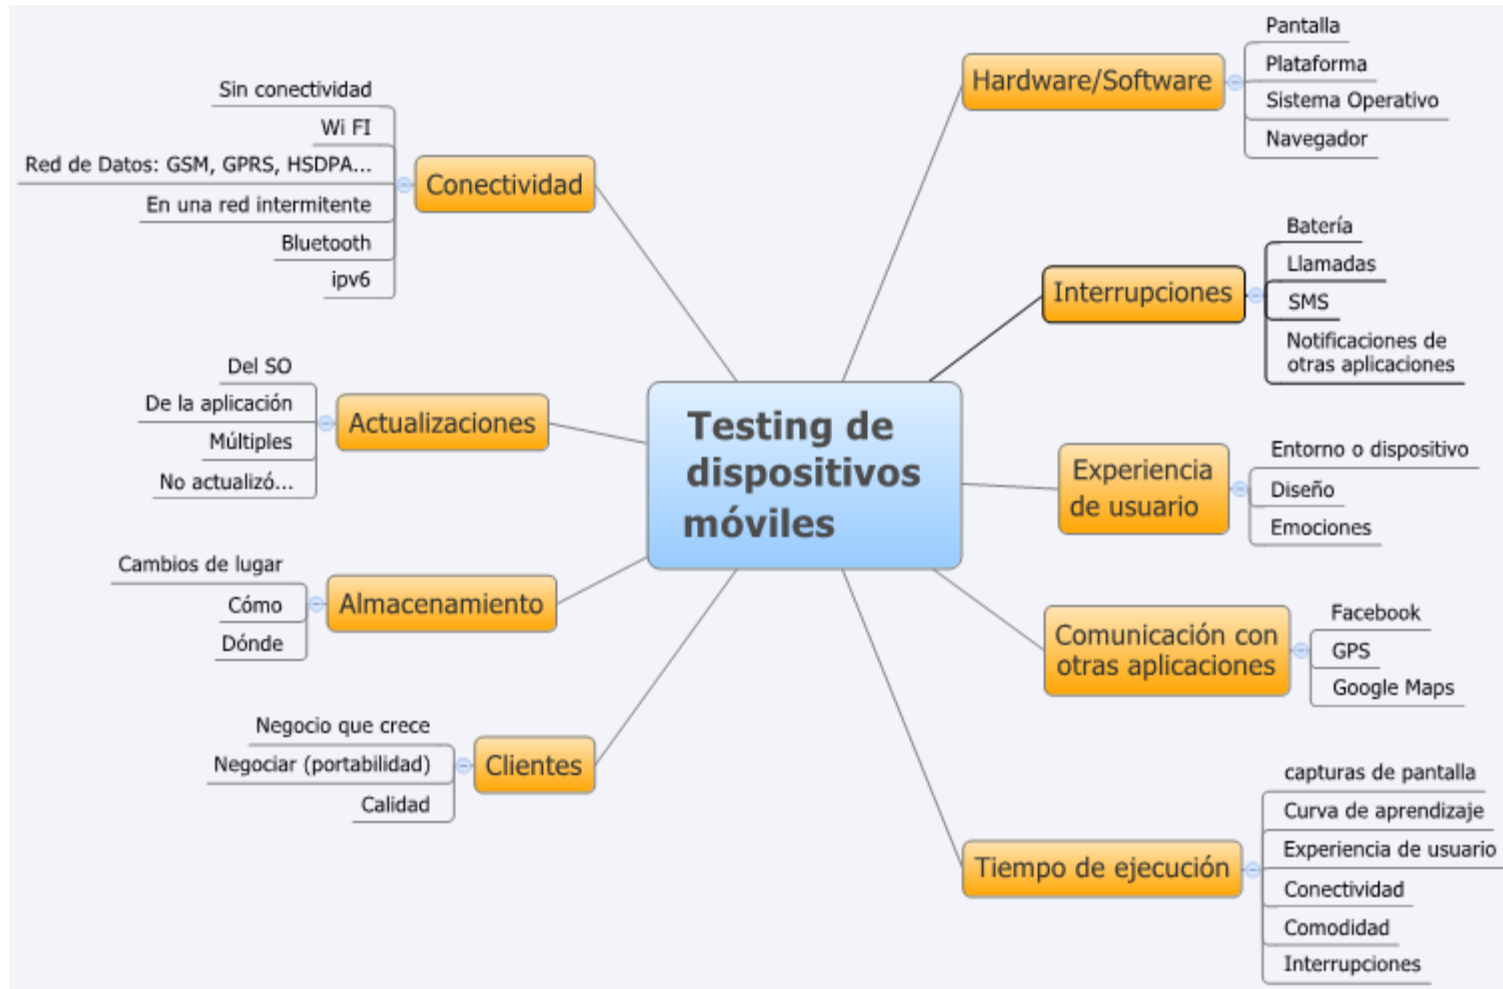 Testing de
dispositivos
móviles
Hardware/Software
Pantalla
Plataforma
Sistema Operativo
Navegador
Interrupciones
Batería
Llamadas
SMS
Notificaciones de
otras aplicaciones
Experiencia
de usuario
Entorno o dispositivo
Diseño
Emociones
Comunicación con
otras aplicaciones
Facebook
GPS
Google Maps
Tiempo de ejecución
capturas de pantalla
Curva de aprendizaje
Experiencia de usuario
Conectividad
Comodidad
Interrupciones
Conectividad
Sin conectividad
Wi FI
Red de Datos: GSM, GPRS, HSDPA...
En una red intermitente
Bluetooth
ipv6
Actualizaciones
Del SO
De la aplicación
Múltiples
No actualizó...
Almacenamiento
Cambios de lugar
Cómo
Dónde
Clientes
Negocio que crece
Negociar (portabilidad)
Calidad